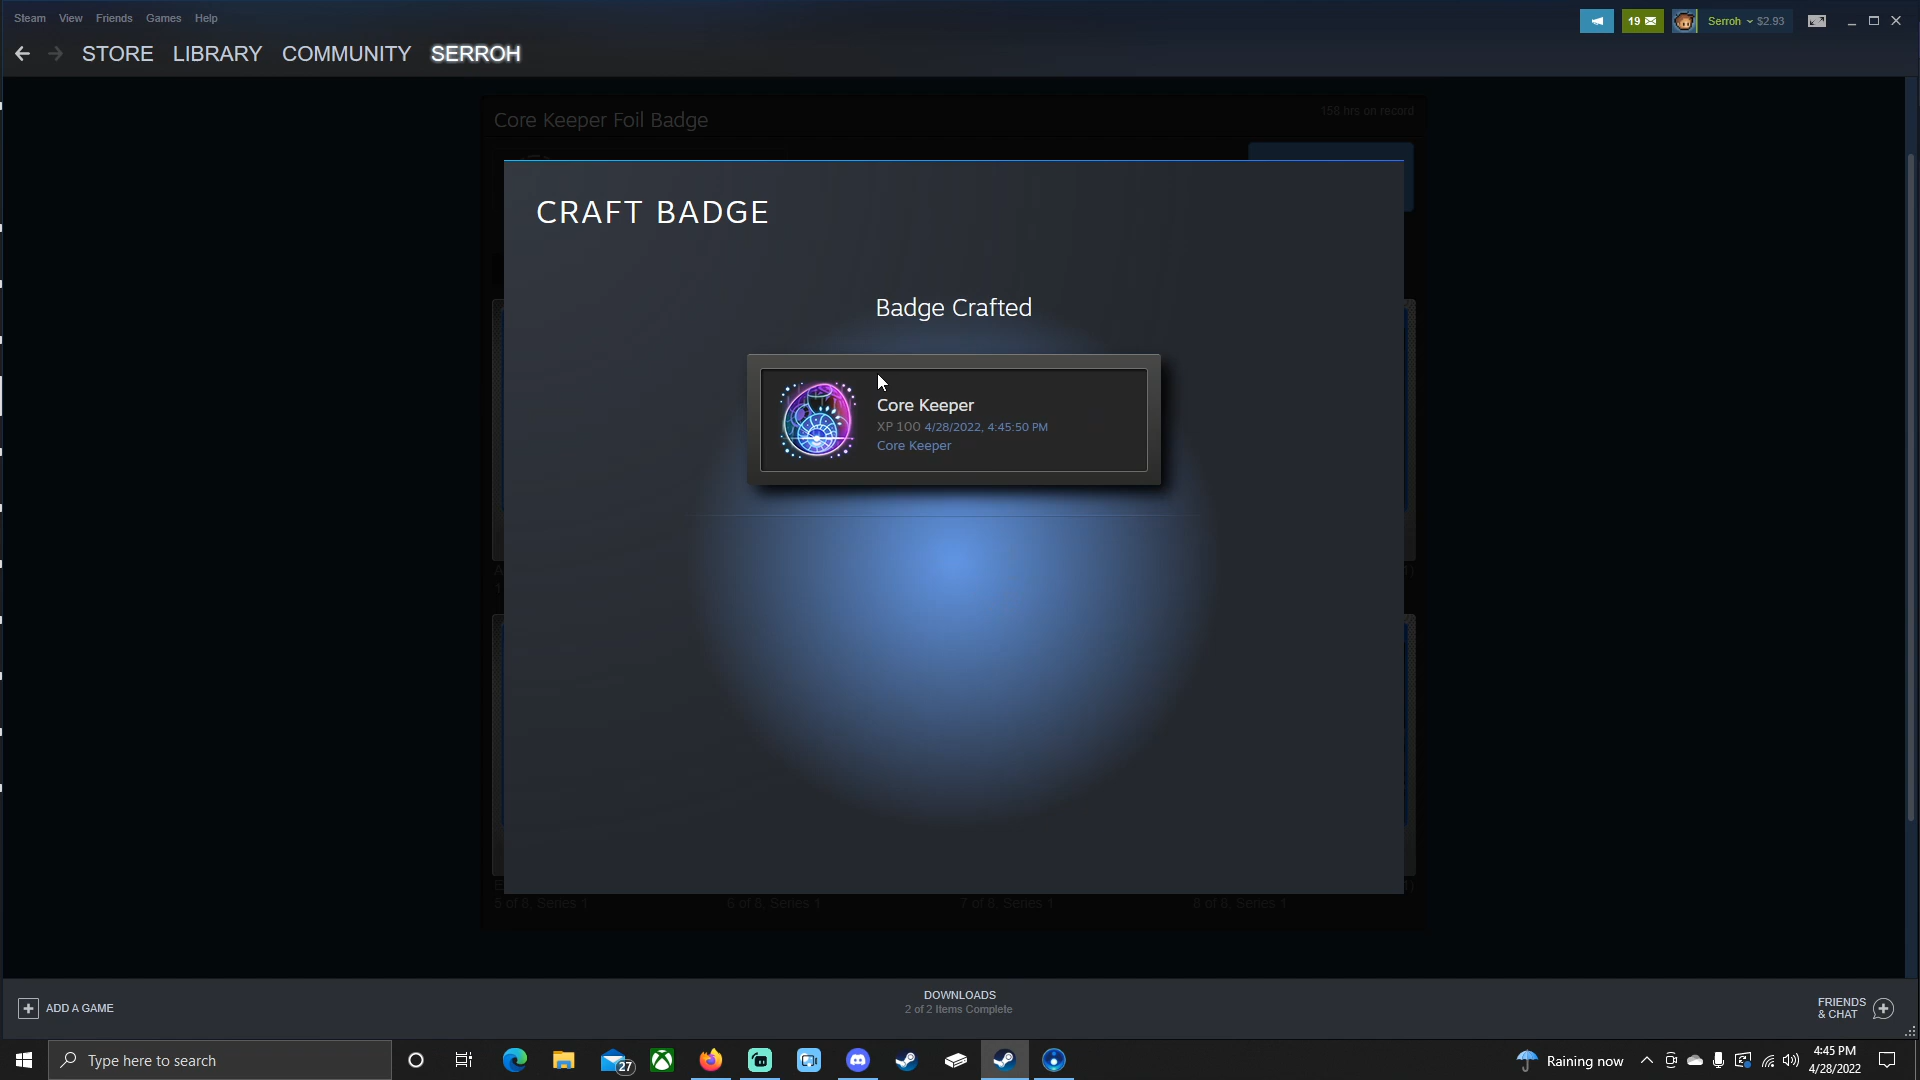 Steam View Friends Games Help
19
Serroh $2.93
STORE LIBRARY COMMUNITY SERROH
Core Keeper Foil Badge
158 hrs on record
CRAFT BADGE
Badge Crafted
Core Keeper
XP 100 4/28/2022, 4:45:50 PM
Core Keeper
5 of 8, Series 1
6 of 8, Series 1
7 of 8, Series 1
8 of 8, Series 1
ADD A GAME
DOWNLOADS
2 of 2 Items Complete
FRIENDS
& CHAT
Type here to search
27
Raining now
4:45 PM
4/28/2022